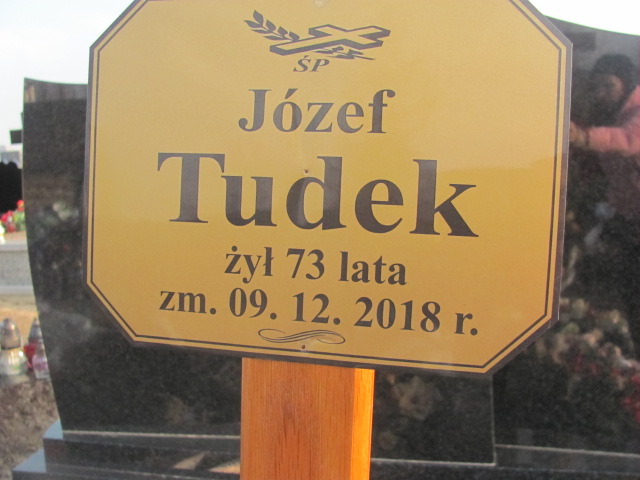 ŚP
Józef
Tudek
żył 73 lata
zm. 09. 12. 2018 r.